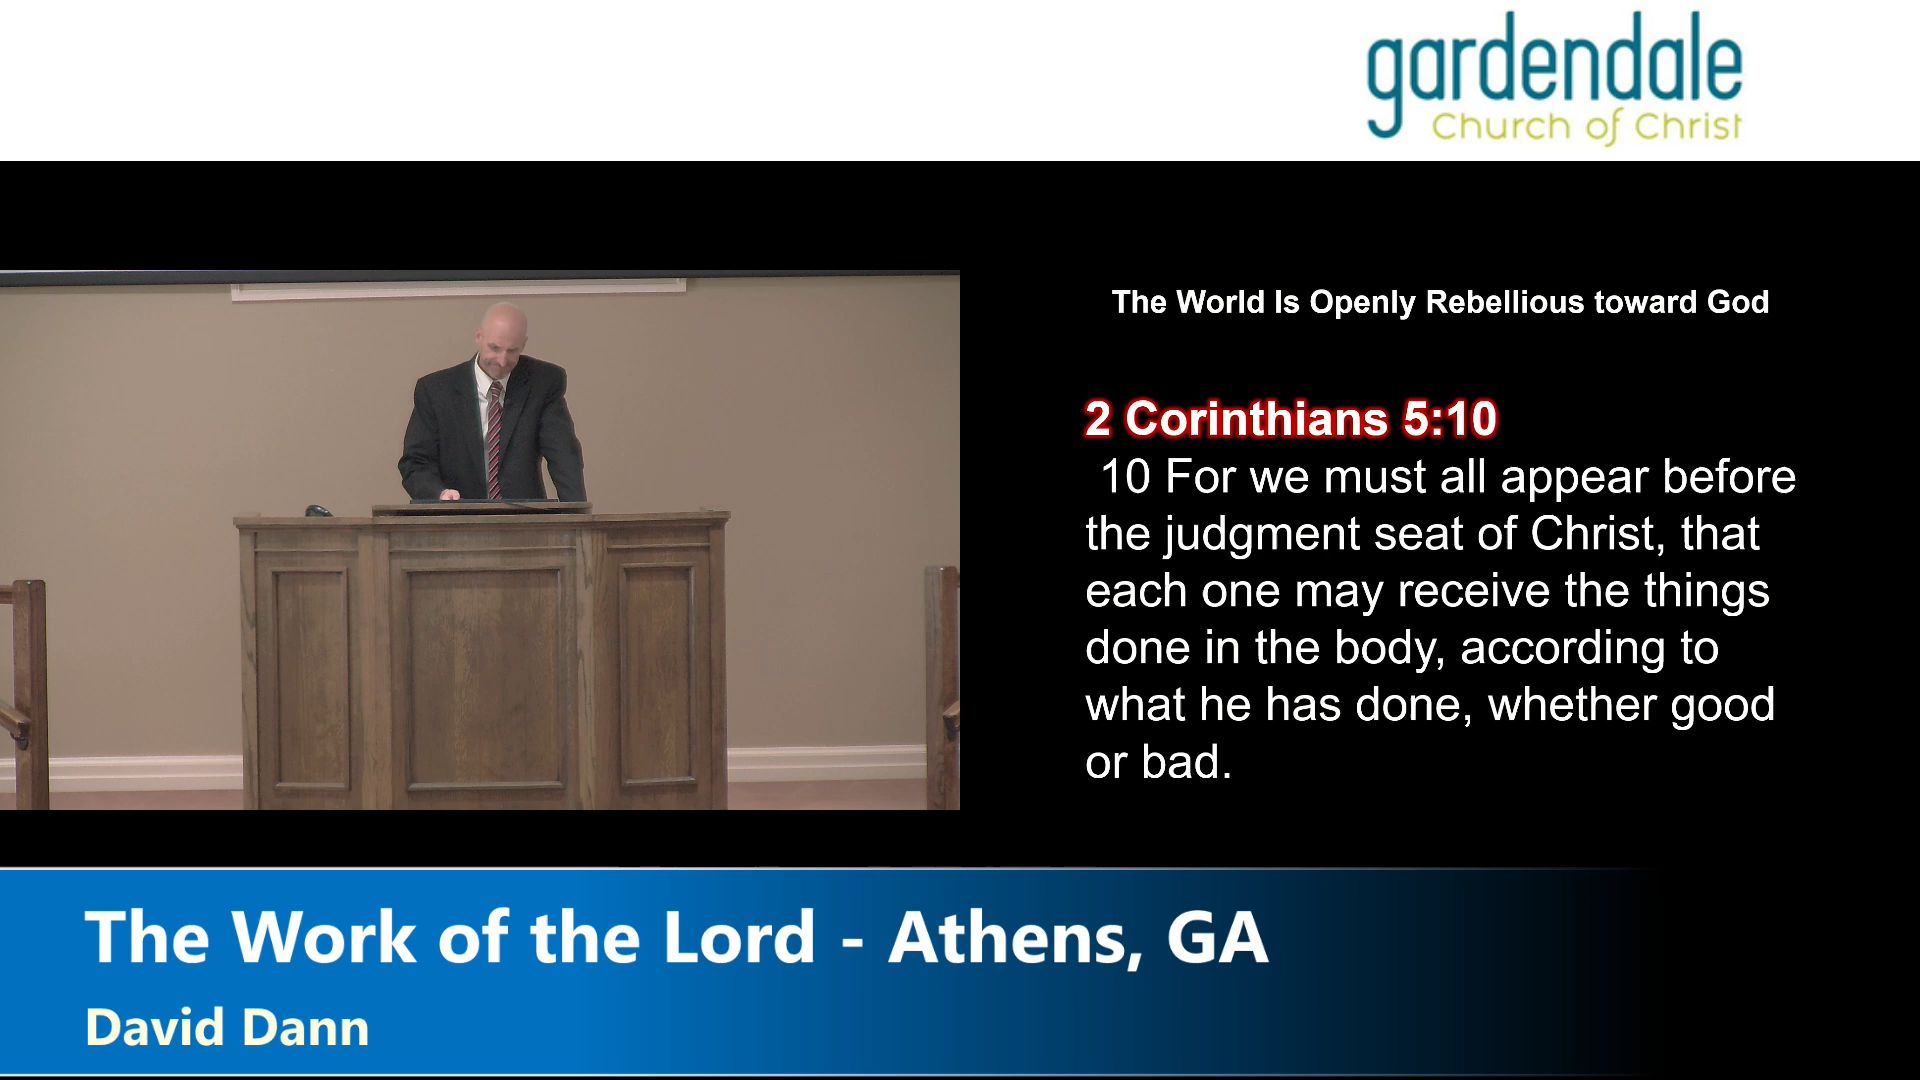 gardendale
Church of Christ
The World Is Openly Rebellious toward God
2 Corinthians 5:10
10 For we must all appear before
the judgment seat of Christ, that
each one may receive the things
done in the body, according to
what he has done, whether good
or bad.
The Work of the Lord - Athens, GA
David Dann